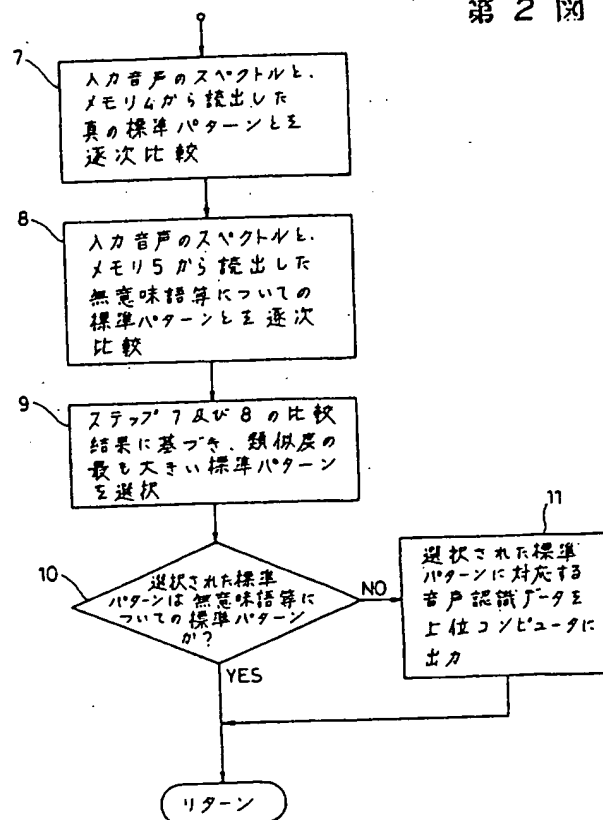 第 2 図
7
入力音声のスペクトルと、
メモリ4から読出した
真の標準パターンとを
逐次比較
8
入力音声のスペクトルと、
メモリ5から読出した
無意味語等についての
標準パターンとを逐次
比較
9
ステップ7及び8の比較
結果に基づき、類似度の
最も大きい標準パターン
を選択
10
選択された標準
パターンは無意味語等に
ついての標準パターン
か?
NO
YES
11
選択された標準
パターンに対応する
音声認識データを
上位コンピュータに
出力
リターン